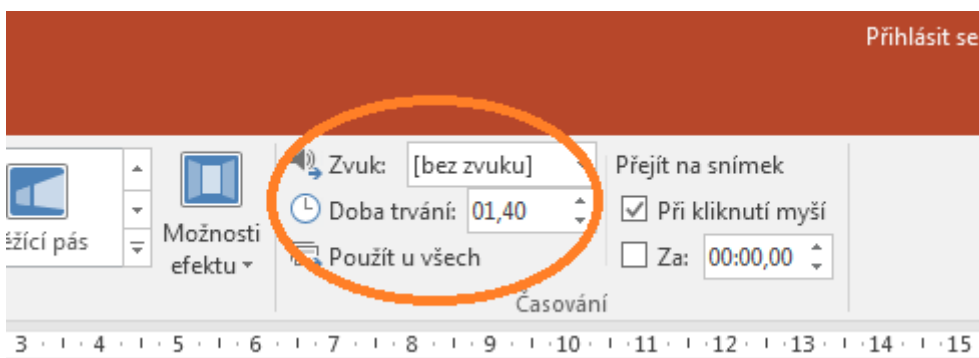 Přihlásit se
Zvuk: [bez zvuku] Přejít na snímek
Doba trvání: 01,40 Při kliknutí myší
ěžící pás Možnosti efektu Použít u všech Za: 00:00,00
Časování
3 4 5 6 7 8 9 10 11 12 13 14 15